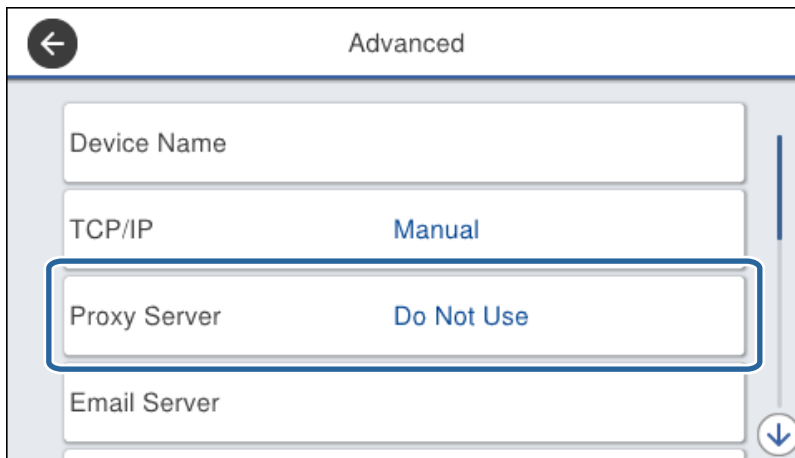 Advanced
Device Name
TCP/IP Manual
Proxy Server Do Not Use
Email Server